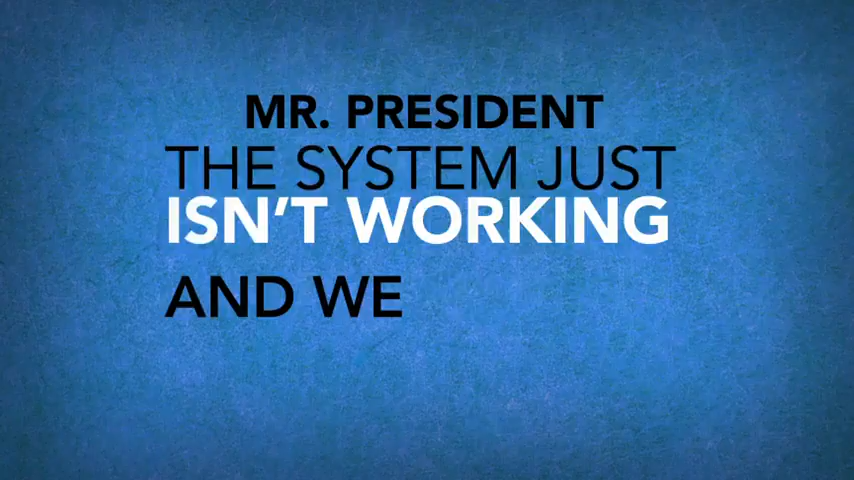 MR. PRESIDENT
THE SYSTEM JUST
ISN'T WORKING
AND WE